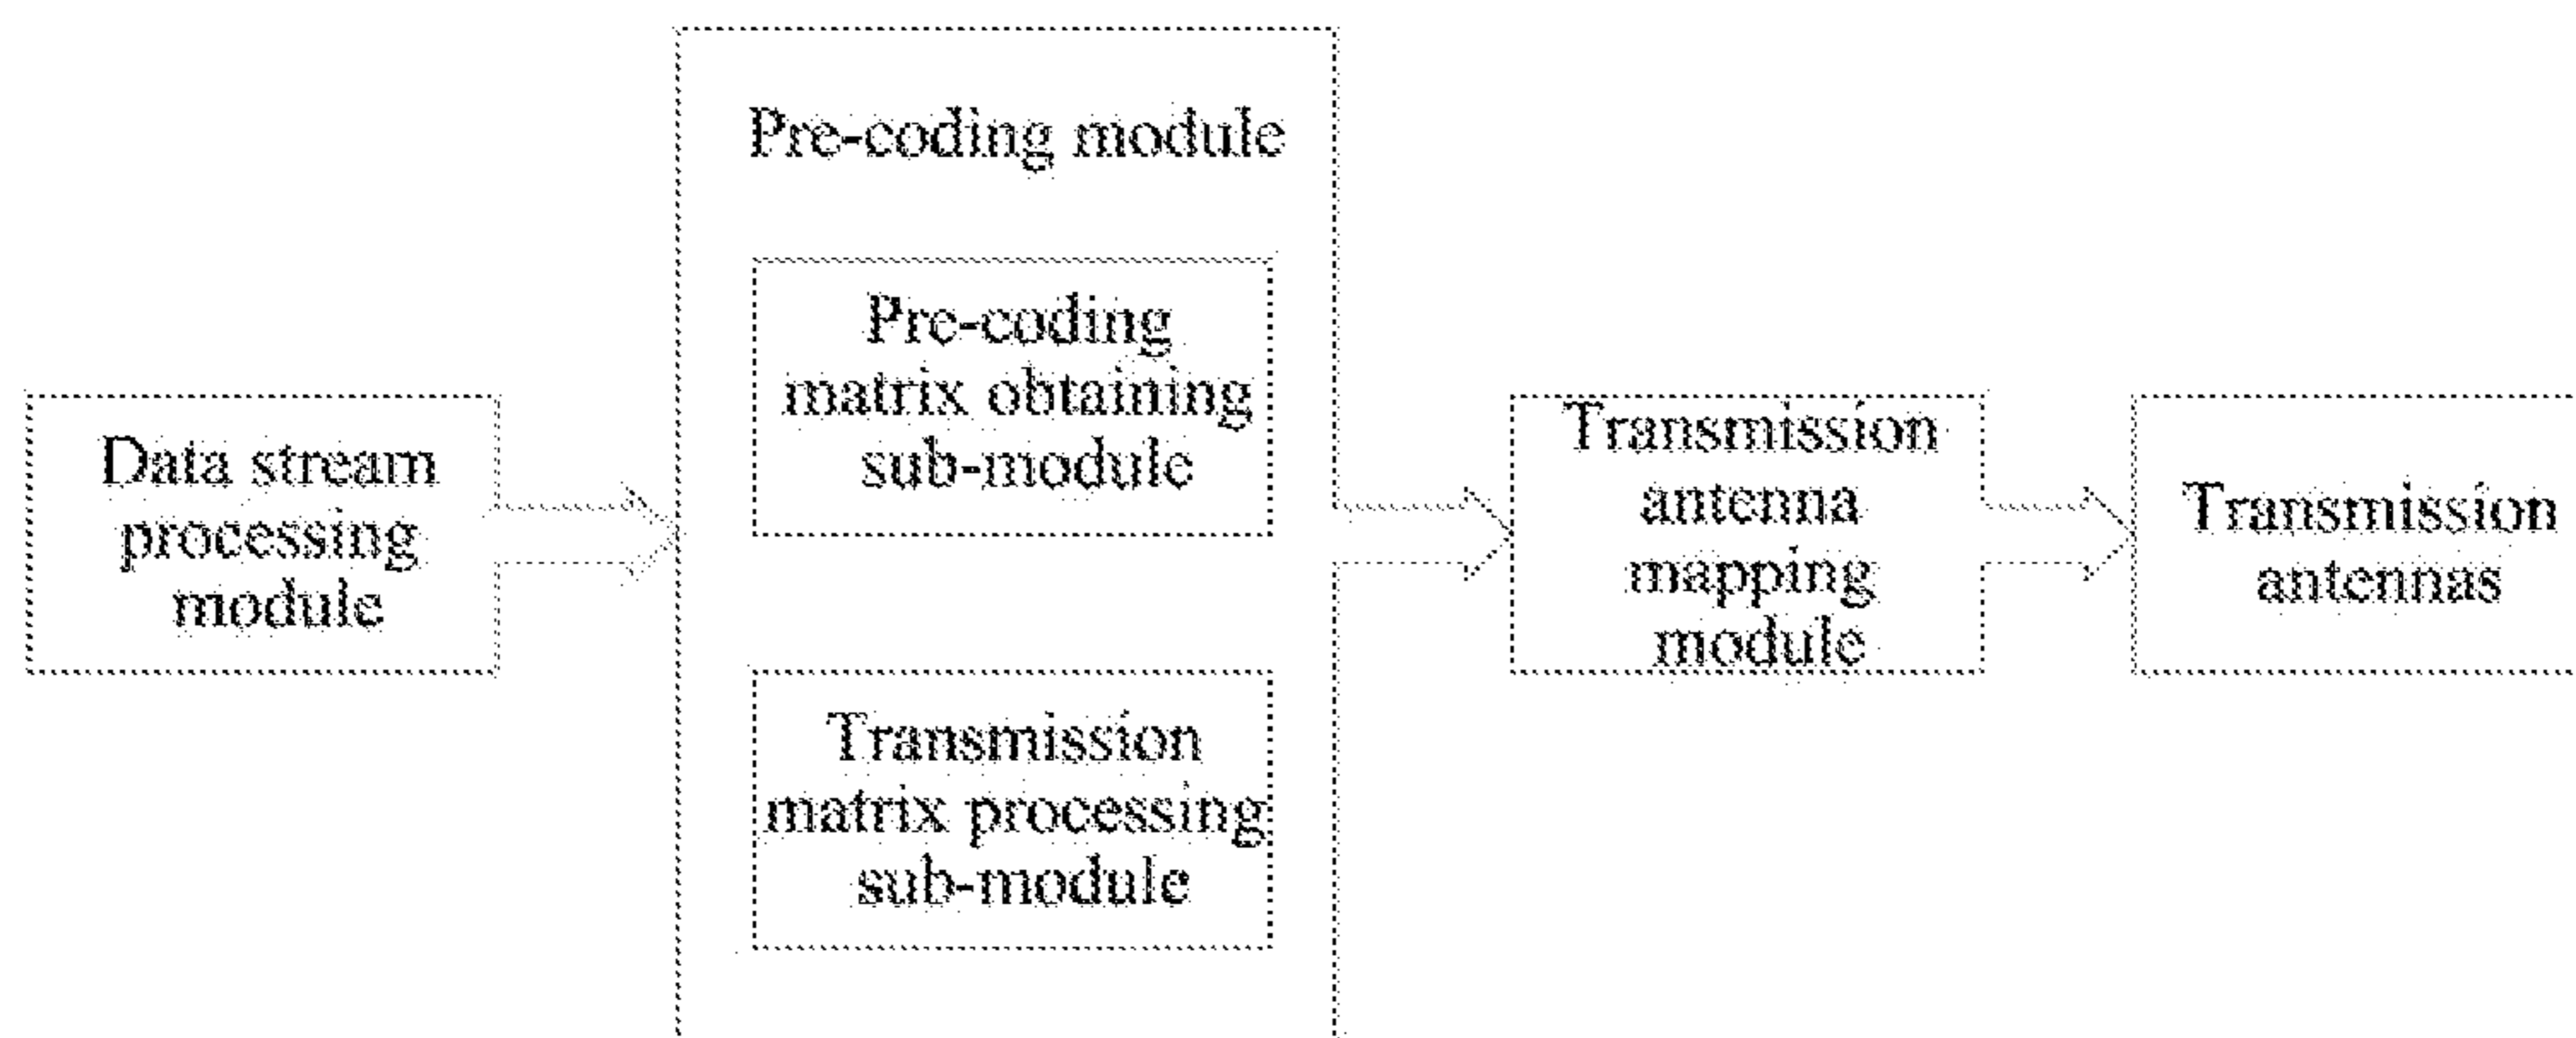 Pre-coding module
Pre-coding
matrix obtaining
sub-module
Data stream
processing
module
Transmission
matrix processing
sub-module
Transmission
antenna
mapping
module
Transmission
antennas